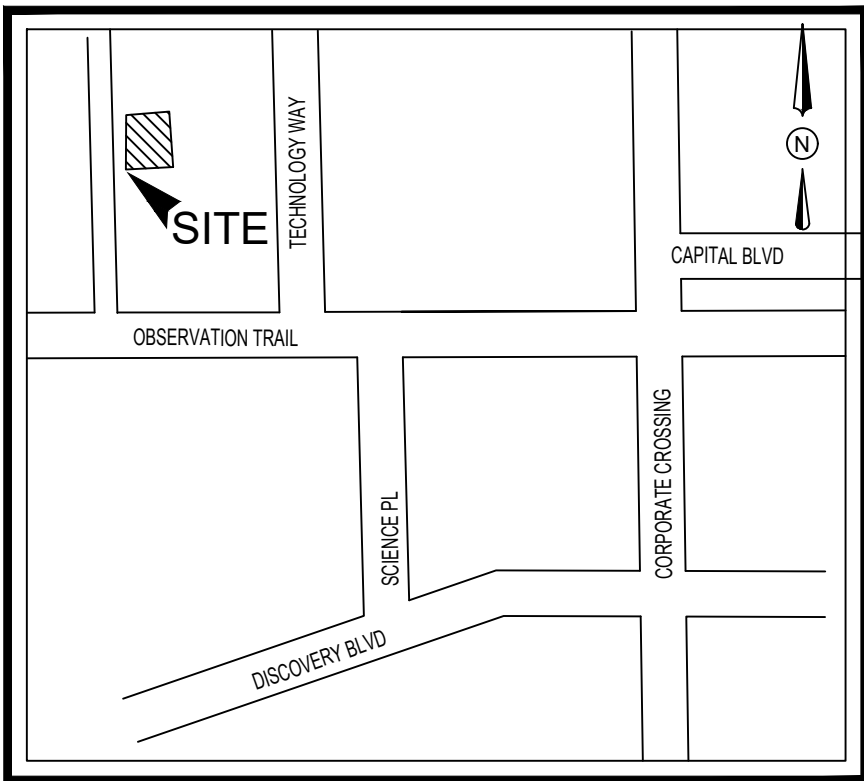 TECHNOLOGY WAY
N
SITE
CAPITAL BLVD
OBSERVATION TRAIL
CORPORATE CROSSING
SCIENCE PL
DISCOVERY BLVD